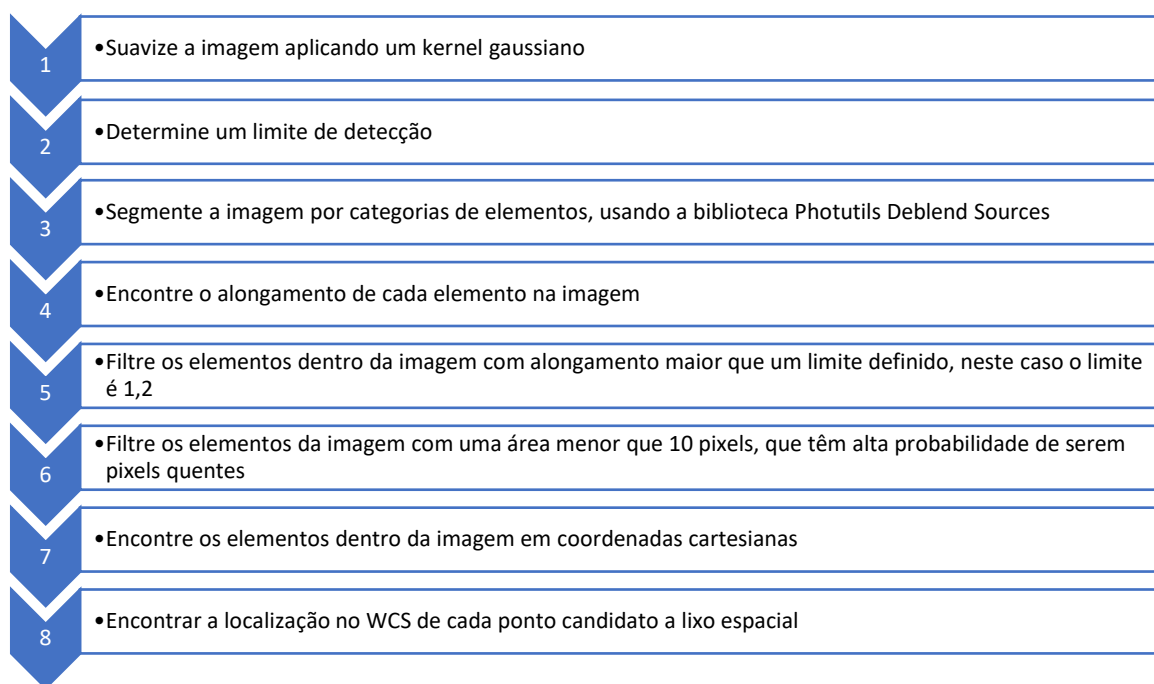 1
•Suavize a imagem aplicando um kernel gaussiano
2
•Determine um limite de detecção
3
•Segmente a imagem por categorias de elementos, usando a biblioteca Photutils Deblend Sources
4
•Encontre o alongamento de cada elemento na imagem
5
•Filtre os elementos dentro da imagem com alongamento maior que um limite definido, neste caso o limite
é 1,2
6
•Filtre os elementos da imagem com uma área menor que 10 pixels, que têm alta probabilidade de serem
pixels quentes
7
•Encontre os elementos dentro da imagem em coordenadas cartesianas
8
•Encontrar a localização no WCS de cada ponto candidato a lixo espacial